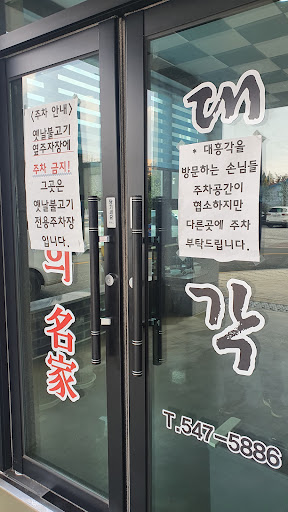 <주차 안내>
옛날불고기
옆주차장에
주차 금지!
그곳은
옛날불고기
전용주차장
입니다.
의
名
家
대
* 대흥각을
방문하는 손님들
주차공간이
협소하지만
다른곳에 주차
부탁드립니다.
각
T.547-5886